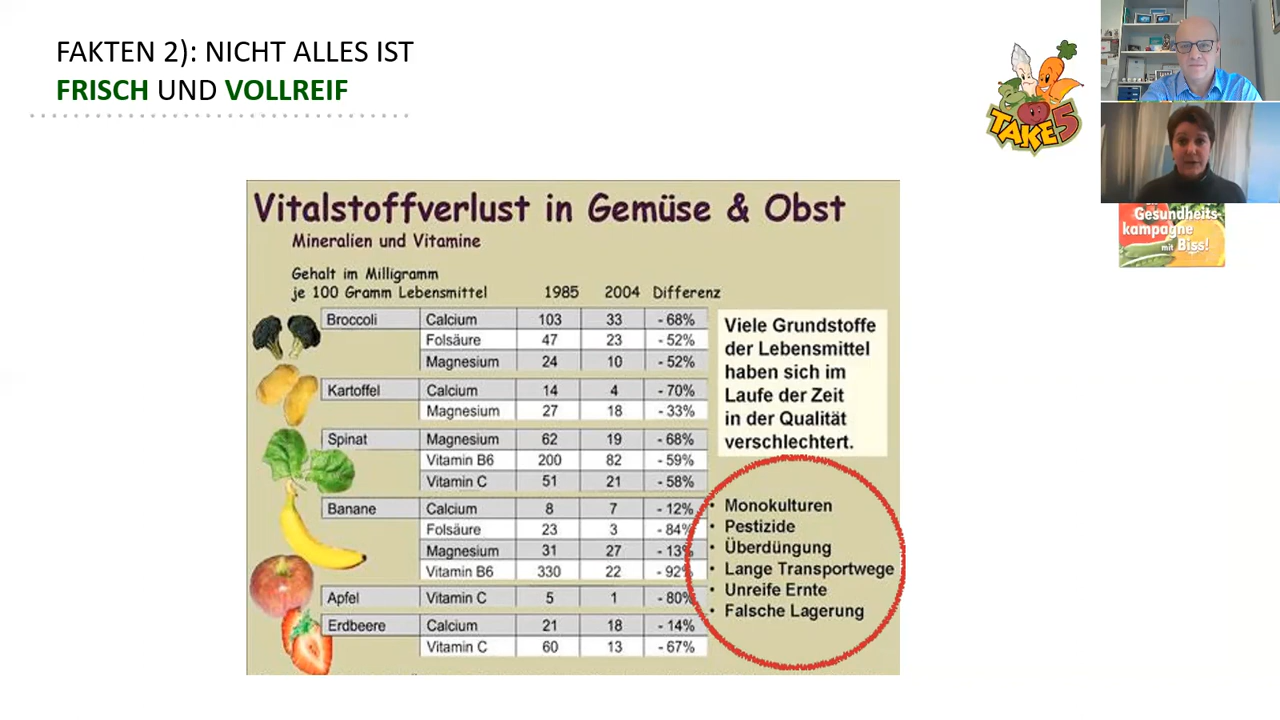 FAKTEN 2): NICHT ALLES IST
FRISCH UND VOLLREIF
TAKE 5
Gesundheits-
kampagne
mit Biss!
Vitalstoffverlust in Gemüse & Obst
Mineralien und Vitamine
Gehalt im Milligramm
je 100 Gramm Lebensmittel 1985 2004 Differenz
Broccoli Calcium 103 33 - 68%
Folsäure 47 23 - 52%
Magnesium 24 10 - 52%
Kartoffel Calcium 14 4 - 70%
Magnesium 27 18 - 33%
Spinat Magnesium 62 19 - 68%
Vitamin B6 200 82 - 59%
Vitamin C 51 21 - 58%
Banane Calcium 8 7 - 12%
Folsäure 23 3 - 84%
Magnesium 31 27 - 13%
Vitamin B6 330 22 - 92%
Apfel Vitamin C 5 1 - 80%
Erdbeere Calcium 21 18 - 14%
Vitamin C 60 13 - 67%
Viele Grundstoffe
der Lebensmittel
haben sich im
Laufe der Zeit
in der Qualität
verschlechtert.
• Monokulturen
• Pestizide
• Überdüngung
• Lange Transportwege
• Unreife Ernte
• Falsche Lagerung